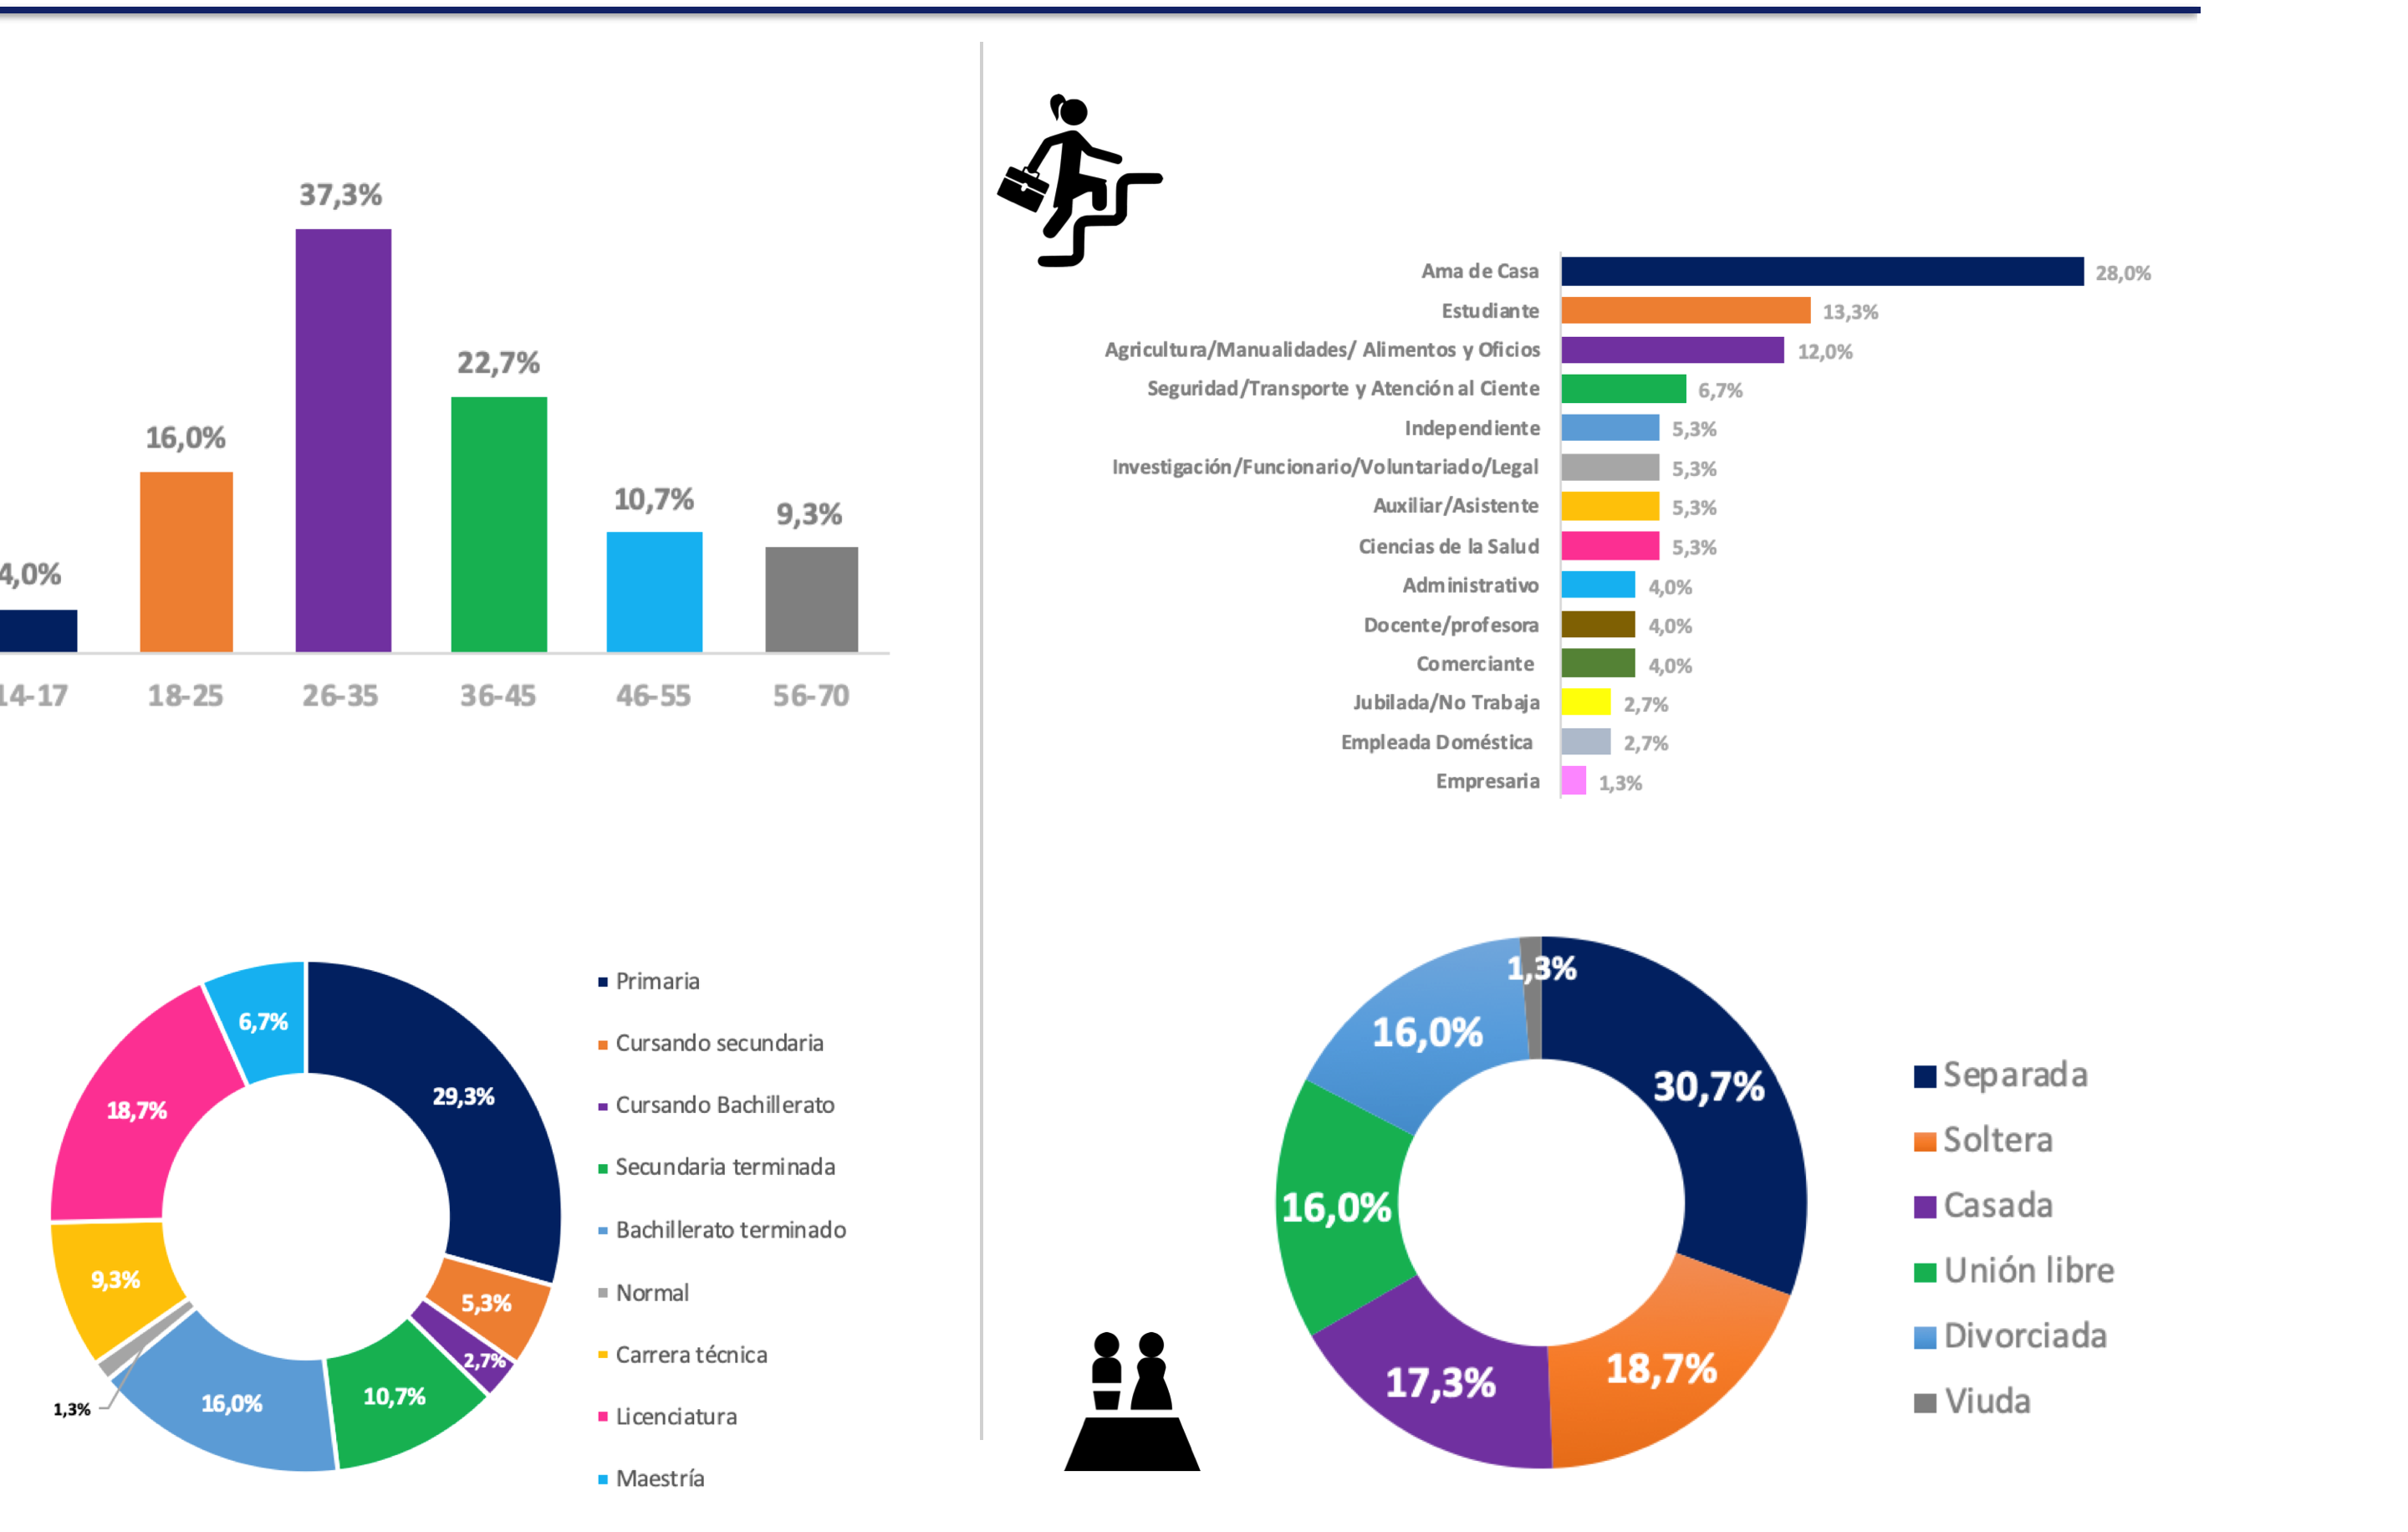 37,3%
22,7%
16,0%
10,7%
9,3%
4,0%
14-17 18-25 26-35 36-45 46-55 56-70
Ama de Casa 28,0%
Estudiante 13,3%
Agricultura/Manualidades/ Alimentos y Oficios 12,0%
Seguridad/Transporte y Atención al Ciente 6,7%
Independiente 5,3%
Investigación/Funcionario/Voluntariado/Legal 5,3%
Auxiliar/Asistente 5,3%
Ciencias de la Salud 5,3%
Administrativo 4,0%
Docente/profesora 4,0%
Comerciante 4,0%
Jubilada/No Trabaja 2,7%
Empleada Doméstica 2,7%
Empresaria 1,3%
6,7%
29,3%
18,7%
9,3%
5,3%
2,7%
10,7%
16,0%
1,3%
Primaria
Cursando secundaria
Cursando Bachillerato
Secundaria terminada
Bachillerato terminado
Normal
Carrera técnica
Licenciatura
Maestría
1,3%
16,0%
30,7%
16,0%
18,7%
17,3%
Separada
Soltera
Casada
Unión libre
Divorciada
Viuda